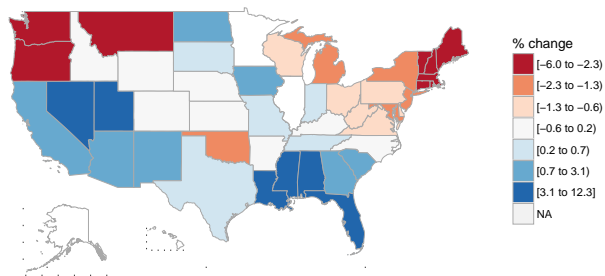 % change
[−6.0 to −2.3)
[−2.3 to −1.3)
[−1.3 to −0.6)
[−0.6 to 0.2)
[0.2 to 0.7)
[0.7 to 3.1)
[3.1 to 12.3]
NA